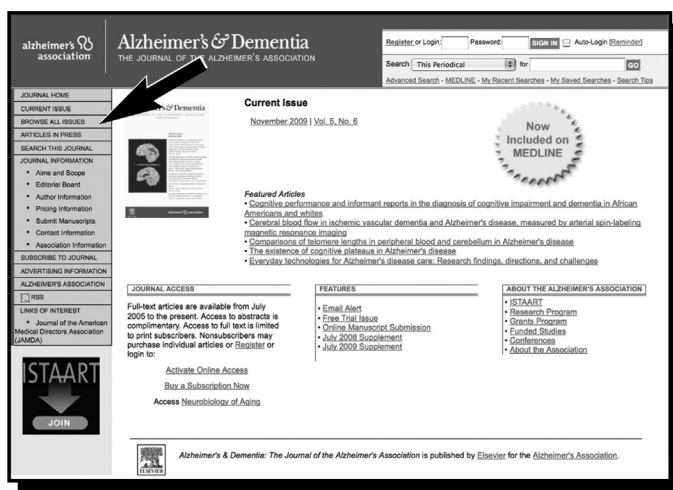 alzheimer's association
Alzheimer's & Dementia
THE JOURNAL OF THE ALZHEIMER'S ASSOCIATION
Register or Login: Password: SIGN IN Auto-Login [Reminder]
Search This Periodical for GO
Advanced Search - MEDLINE - My Recent Searches - My Saved Searches - Search Tips
JOURNAL HOME
CURRENT ISSUE
BROWSE ALL ISSUES
ARTICLES IN PRESS
SEARCH THIS JOURNAL
JOURNAL INFORMATION
• Aims and Scope
• Editorial Board
• Author Information
• Pricing Information
• Submit Manuscripts
• Contact Information
• Association Information
SUBSCRIBE TO JOURNAL
ADVERTISING INFORMATION
ALZHEIMER'S ASSOCIATION
RSS
LINKS OF INTEREST
• Journal of the American
Medical Directors Association
(JAMDA)
ISTAART
JOIN
Dementia
Current Issue
November 2009 | Vol. 5, No. 6
Now
Included on
MEDLINE
Featured Articles
• Cognitive performance and informant reports in the diagnosis of cognitive impairment and dementia in African
Americans and whites
• Cerebral blood flow in ischemic vascular dementia and Alzheimer's disease, measured by arterial spin-labeling
magnetic resonance imaging
• Comparisons of telomere lengths in peripheral blood and cerebellum in Alzheimer's disease
• The existence of cognitive plateaus in Alzheimer's disease
• Everyday technologies for Alzheimer's disease care: Research findings, directions, and challenges
JOURNAL ACCESS
Full-text articles are available from July
2005 to the present. Access to abstracts is
complimentary. Access to full text is limited
to print subscribers. Nonsubscribers may
purchase individual articles or Register or
login to:
Activate Online Access
Buy a Subscription Now
Access Neurobiology of Aging
FEATURES
• Email Alert
• Free Trial Issue
• Online Manuscript Submission
• July 2008 Supplement
• July 2009 Supplement
ABOUT THE ALZHEIMER'S ASSOCIATION
• ISTAART
• Research Program
• Grants Program
• Funded Studies
• Conferences
• About the Association
ELSEVIER
Alzheimer's & Dementia: The Journal of the Alzheimer's Association is published by Elsevier for the Alzheimer's Association.